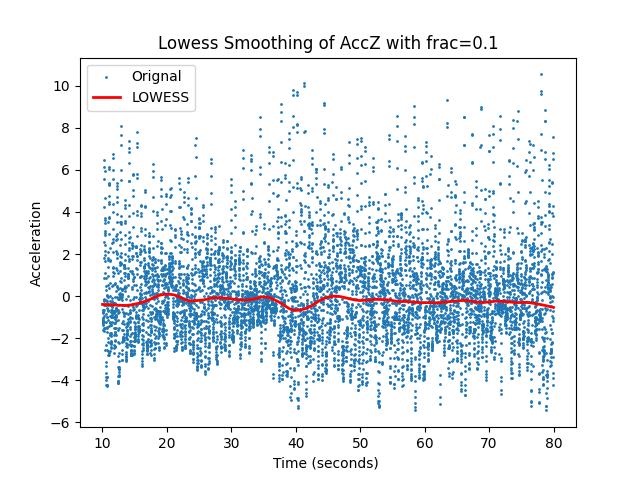 Lowess Smoothing of AccZ with frac=0.1
Orignal
LOWESS
Acceleration
10
8
6
4
2
0
−2
−4
−6
10 20 30 40 50 60 70 80
Time (seconds)